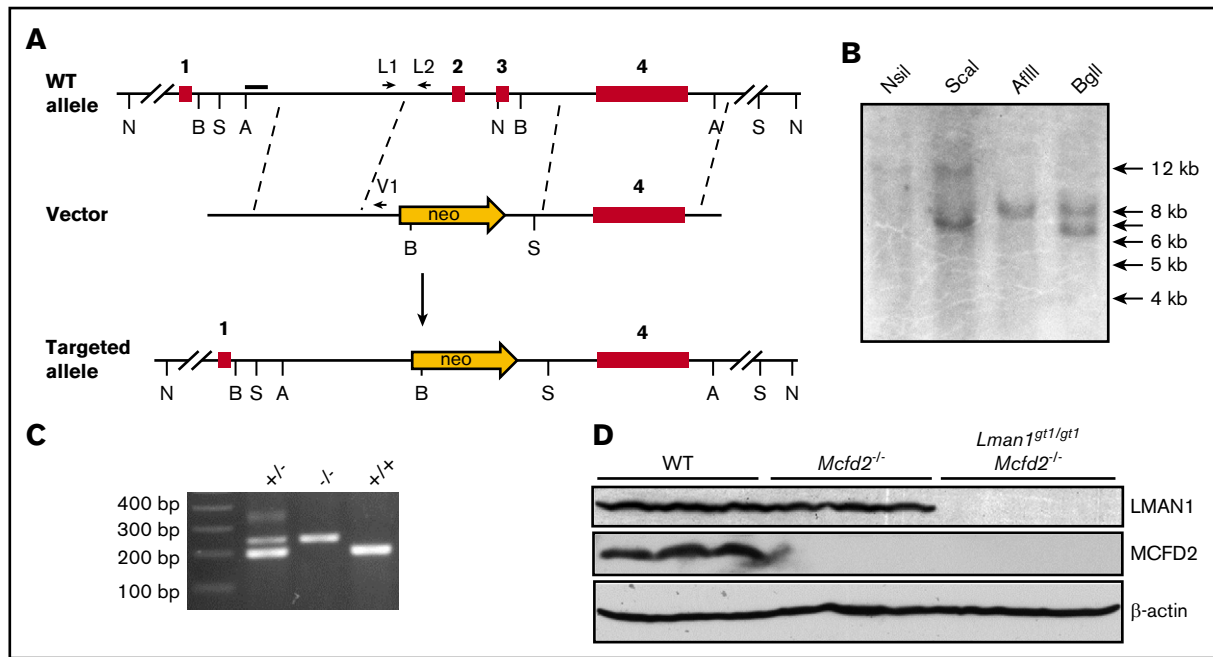 A
WT allele
1
L1 L2 2 3 4
N B S A N B A S N
Vector
V1
neo
4
B S
Targeted allele
1
neo
4
N B S A B S A S N
B
NsiI ScaI AflII BglI
12 kb
8 kb
6 kb
5 kb
4 kb
C
+/- -/- +/+
400 bp
300 bp
200 bp
100 bp
D
WT Mcfd2-/- Lman1gt1/gt1 Mcfd2-/-
LMAN1
MCFD2
β-actin